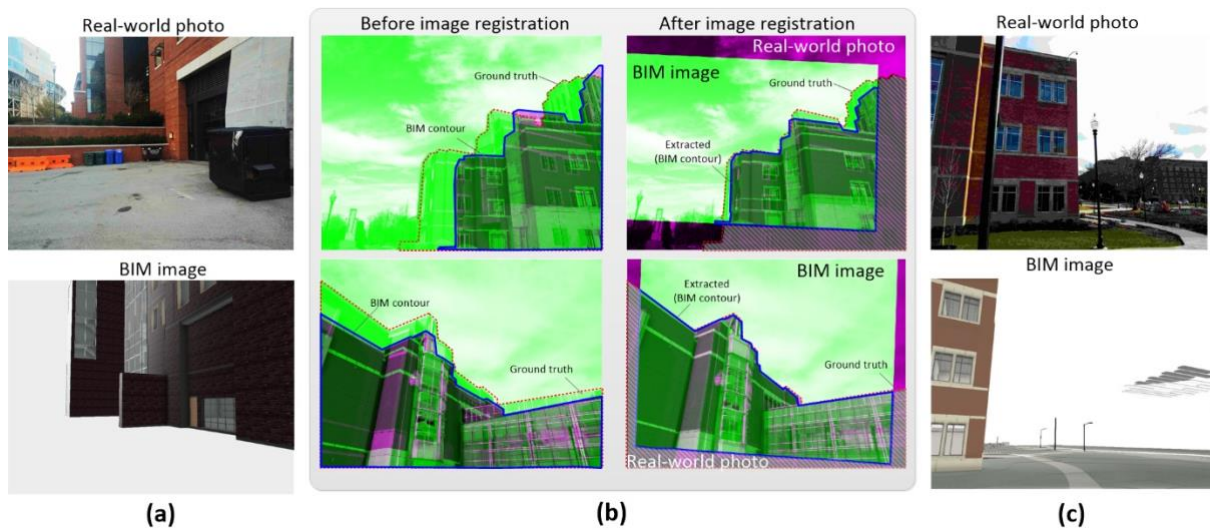 Real-world photo
BIM image
(a)
Before image registration
After image registration
Ground truth
BIM contour
Real-world photo
BIM image
Ground truth
Extracted
(BIM contour)
BIM contour
Ground truth
BIM image
Extracted
(BIM contour)
Ground truth
Real-world photo
(b)
Real-world photo
BIM image
(c)